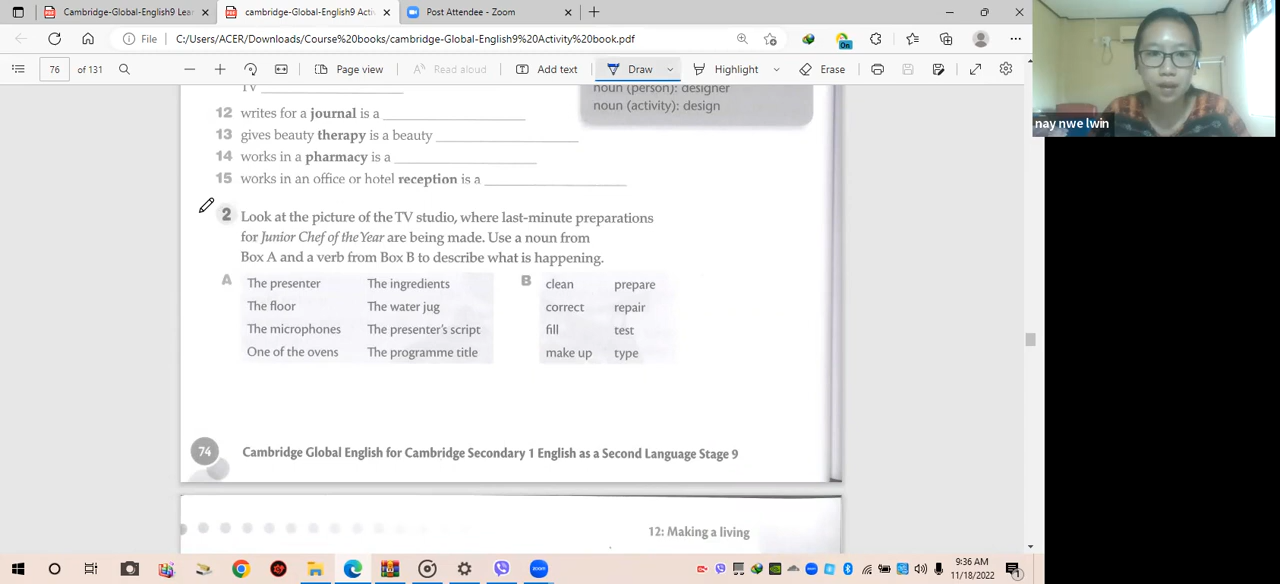 Cambridge-Global-English9 Lear
cambridge-Global-English9 Activ
Post Attendee - Zoom
File
C:/Users/ACER/Downloads/Course%20books/cambridge-Global-English9%20Activity%20book.pdf
On
76 of 131
Page view
Read aloud
Add text
Draw
Highlight
Erase
TV
noun (person): designer
noun (activity): design
12 writes for a journal is a
13 gives beauty therapy is a beauty
14 works in a pharmacy is a
15 works in an office or hotel reception is a
2 Look at the picture of the TV studio, where last-minute preparations
for Junior Chef of the Year are being made. Use a noun from
Box A and a verb from Box B to describe what is happening.
A The presenter The ingredients B clean prepare
The floor The water jug correct repair
The microphones The presenter's script fill test
One of the ovens The programme title make up type
74 Cambridge Global English for Cambridge Secondary 1 English as a Second Language Stage 9
12: Making a living
nay nwe lwin
zoom
9:36 AM
11/18/2022
1